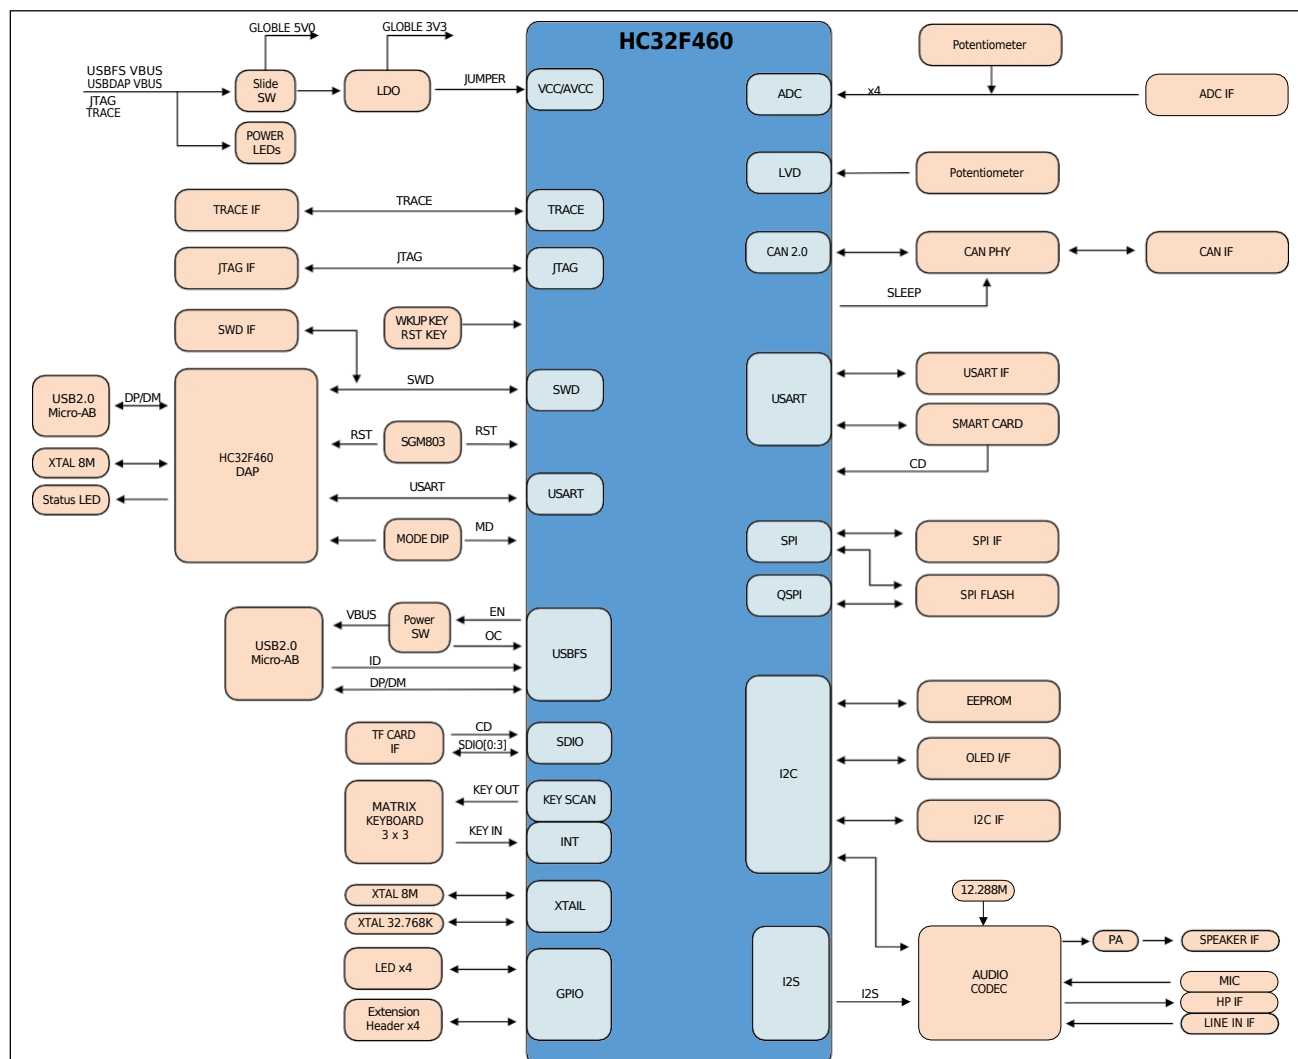 GLOBLE 5V0
GLOBLE 3V3
HC32F460
USBFS VBUS
USBDAP VBUS
JTAG
TRACE
Slide
SW
LDO
JUMPER
VCC/AVCC
POWER
LEDs
ADC
x4
Potentiometer
ADC IF
LVD
Potentiometer
TRACE IF
TRACE
TRACE
CAN 2.0
CAN PHY
CAN IF
SLEEP
JTAG IF
JTAG
JTAG
SWD IF
WKUP KEY
RST KEY
USB2.0
Micro-AB
DP/DM
HC32F460
DAP
SWD
SWD
USART
USART IF
SMART CARD
CD
RST
SGM803
RST
XTAL 8M
Status LED
USART
USART
MODE DIP
MD
SPI
SPI IF
QSPI
SPI FLASH
USB2.0
Micro-AB
VBUS
Power
SW
EN
OC
ID
DP/DM
USBFS
TF CARD
IF
CD
SDIO[0:3]
SDIO
I2C
EEPROM
OLED I/F
I2C IF
MATRIX
KEYBOARD
3 x 3
KEY OUT
KEY SCAN
KEY IN
INT
XTAL 8M
XTAL 32.768K
XTAIL
12.288M
LED x4
Extension
Header x4
GPIO
I2S
I2S
AUDIO
CODEC
PA
SPEAKER IF
MIC
HP IF
LINE IN IF